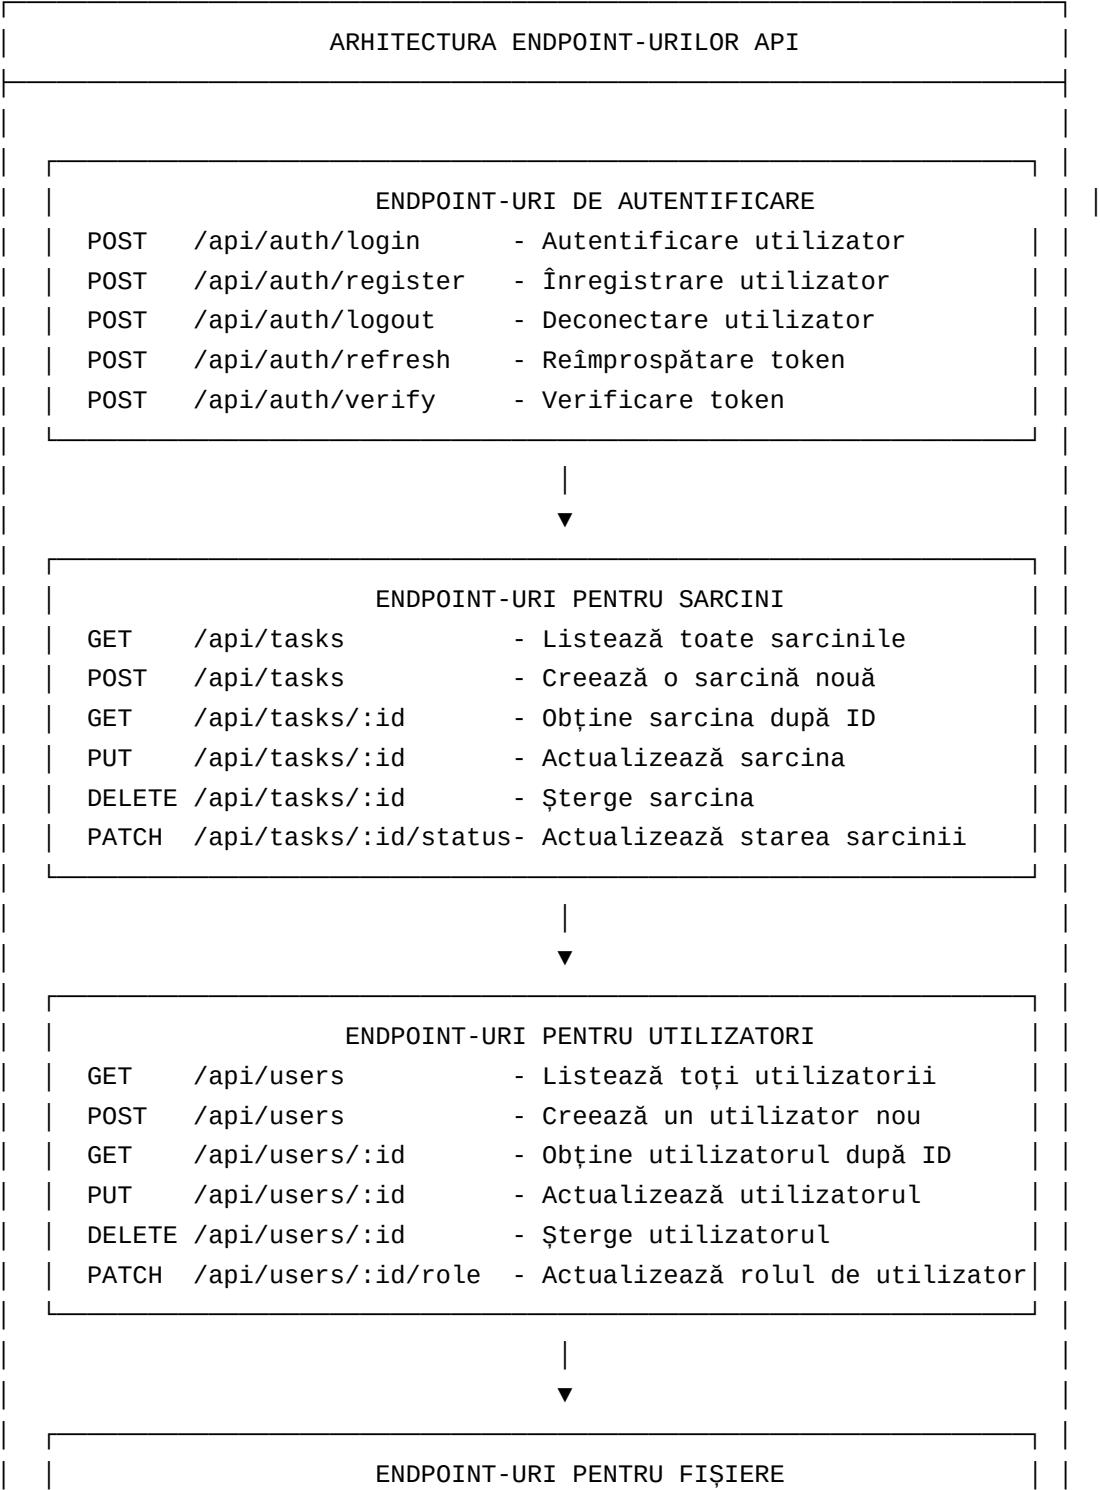 ARHITECTURA ENDPOINT-URILOR API
ENDPOINT-URI DE AUTENTIFICARE
POST /api/auth/login - Autentificare utilizator
POST /api/auth/register - Înregistrare utilizator
POST /api/auth/logout - Deconectare utilizator
POST /api/auth/refresh - Reîmprospătare token
POST /api/auth/verify - Verificare token
ENDPOINT-URI PENTRU SARCINI
GET /api/tasks - Listează toate sarcinile
POST /api/tasks - Creează o sarcină nouă
GET /api/tasks/:id - Obține sarcina după ID
PUT /api/tasks/:id - Actualizează sarcina
DELETE /api/tasks/:id - Șterge sarcina
PATCH /api/tasks/:id/status- Actualizează starea sarcinii
ENDPOINT-URI PENTRU UTILIZATORI
GET /api/users - Listează toți utilizatorii
POST /api/users - Creează un utilizator nou
GET /api/users/:id - Obține utilizatorul după ID
PUT /api/users/:id - Actualizează utilizatorul
DELETE /api/users/:id - Șterge utilizatorul
PATCH /api/users/:id/role - Actualizează rolul de utilizator
ENDPOINT-URI PENTRU FIȘIERE